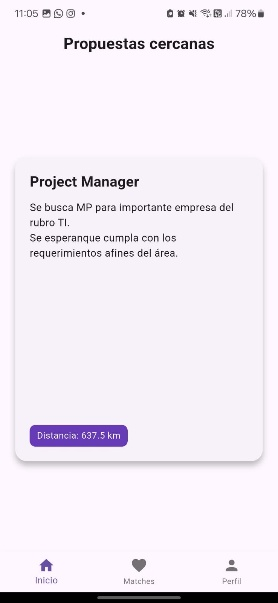 11:05
78%
Propuestas cercanas
Project Manager
Se busca MP para importante empresa del
rubro TI.
Se esperanque cumpla con los
requerimientos afines del área.
Distancia: 637.5 km
Inicio
Matches
Perfil